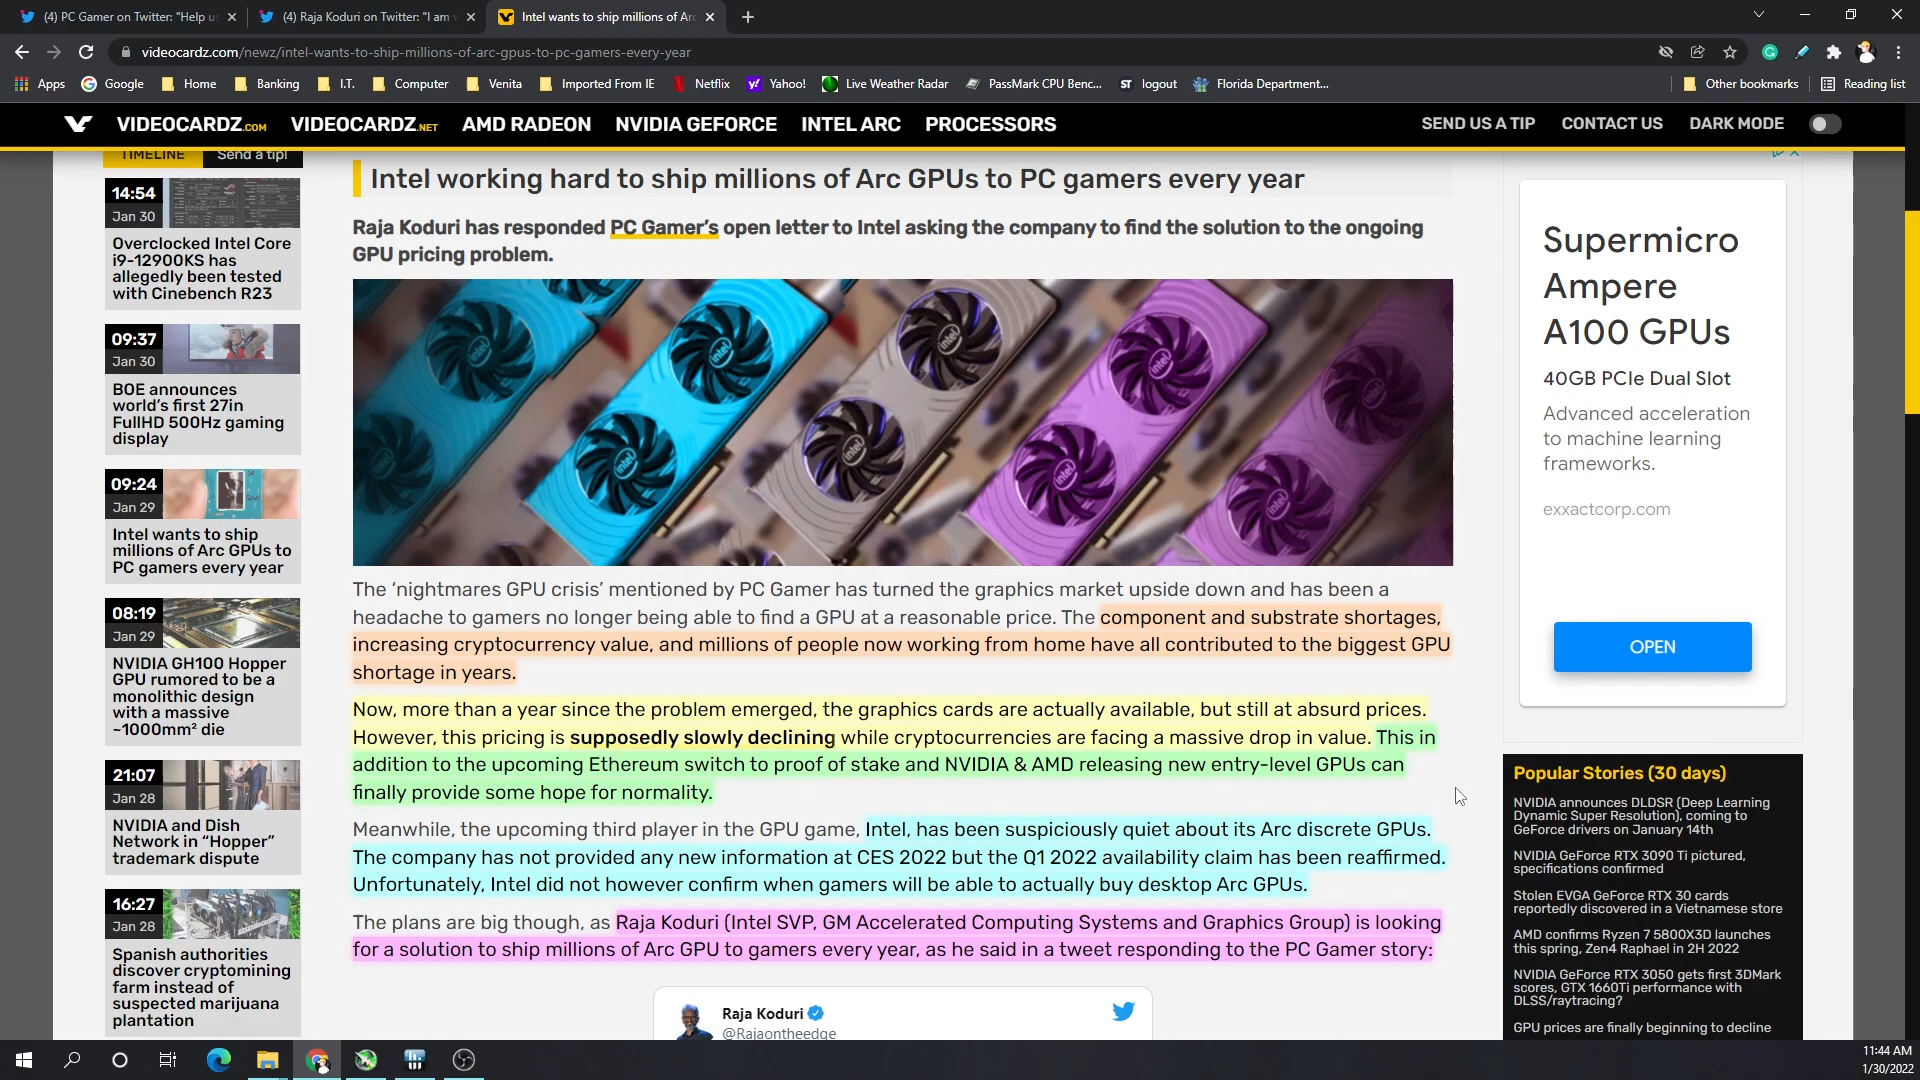 (4) PC Gamer on Twitter: "Help us
(4) Raja Koduri on Twitter: "I am w
Intel wants to ship millions of Arc
videocardz.com/newz/intel-wants-to-ship-millions-of-arc-gpus-to-pc-gamers-every-year
Apps
Google
Home
Banking
I.T.
Computer
Venita
Imported From IE
Netflix
Yahoo!
Live Weather Radar
PassMark CPU Benc...
ST logout
Florida Department...
Other bookmarks
Reading list
VIDEOCARDZ.COM
VIDEOCARDZ.NET
AMD RADEON
NVIDIA GEFORCE
INTEL ARC
PROCESSORS
SEND US A TIP
CONTACT US
DARK MODE
TIMELINE
Send a tip!
14:54
Jan 30
Overclocked Intel Core
i9-12900KS has
allegedly been tested
with Cinebench R23
09:37
Jan 30
BOE announces
world's first 27in
FullHD 500Hz gaming
display
09:24
Jan 29
Intel wants to ship
millions of Arc GPUs to
PC gamers every year
08:19
Jan 29
NVIDIA GH100 Hopper
GPU rumored to be a
monolithic design
with a massive
~1000mm² die
21:07
Jan 28
NVIDIA and Dish
Network in “Hopper”
trademark dispute
16:27
Jan 28
Spanish authorities
discover cryptomining
farm instead of
suspected marijuana
plantation
Intel working hard to ship millions of Arc GPUs to PC gamers every year
Raja Koduri has responded PC Gamer’s open letter to Intel asking the company to find the solution to the ongoing
GPU pricing problem.
intel
intel
intel
intel
intel
intel
intel
The ‘nightmares GPU crisis’ mentioned by PC Gamer has turned the graphics market upside down and has been a
headache to gamers no longer being able to find a GPU at a reasonable price. The component and substrate shortages,
increasing cryptocurrency value, and millions of people now working from home have all contributed to the biggest GPU
shortage in years.
Now, more than a year since the problem emerged, the graphics cards are actually available, but still at absurd prices.
However, this pricing is supposedly slowly declining while cryptocurrencies are facing a massive drop in value. This in
addition to the upcoming Ethereum switch to proof of stake and NVIDIA & AMD releasing new entry-level GPUs can
finally provide some hope for normality.
Meanwhile, the upcoming third player in the GPU game, Intel, has been suspiciously quiet about its Arc discrete GPUs.
The company has not provided any new information at CES 2022 but the Q1 2022 availability claim has been reaffirmed.
Unfortunately, Intel did not however confirm when gamers will be able to actually buy desktop Arc GPUs.
The plans are big though, as Raja Koduri (Intel SVP, GM Accelerated Computing Systems and Graphics Group) is looking
for a solution to ship millions of Arc GPU to gamers every year, as he said in a tweet responding to the PC Gamer story:
Raja Koduri
@Rajaontheedge
Supermicro
Ampere
A100 GPUs
40GB PCIe Dual Slot
Advanced acceleration
to machine learning
frameworks.
exxactcorp.com
OPEN
Popular Stories (30 days)
NVIDIA announces DLDSR (Deep Learning
Dynamic Super Resolution), coming to
GeForce drivers on January 14th
NVIDIA GeForce RTX 3090 Ti pictured,
specifications confirmed
Stolen EVGA GeForce RTX 30 cards
reportedly discovered in a Vietnamese store
AMD confirms Ryzen 7 5800X3D launches
this spring, Zen4 Raphael in 2H 2022
NVIDIA GeForce RTX 3050 gets first 3DMark
scores, GTX 1660Ti performance with
DLSS/raytracing?
GPU prices are finally beginning to decline
11:44 AM
1/30/2022